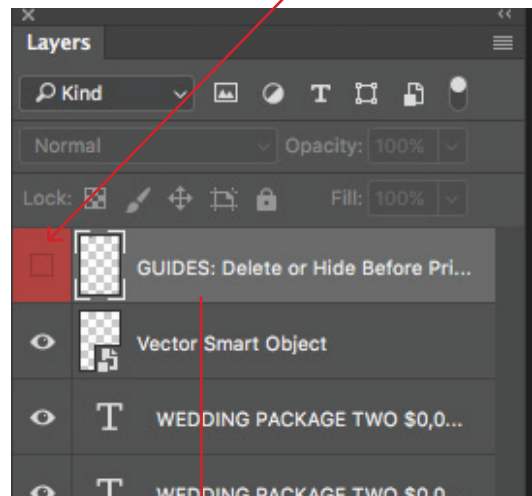 Layers
Kind
T
Normal Opacity: 100%
Lock: Fill: 100%
GUIDES: Delete or Hide Before Pri...
Vector Smart Object
T WEDDING PACKAGE TWO $0,0...
T WEDDING PACKAGE TWO $0,0...